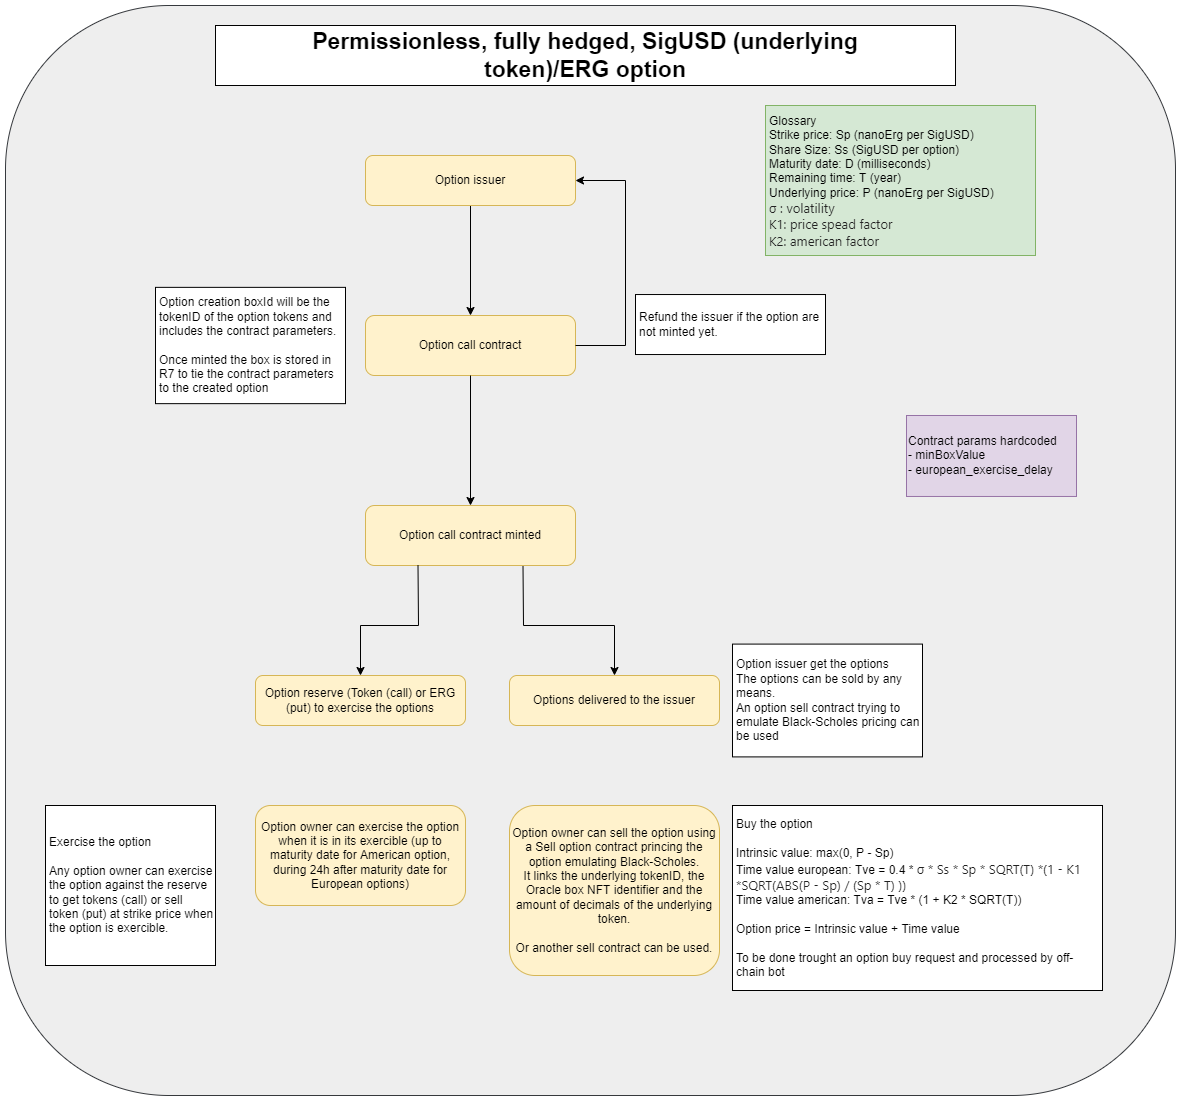 Permissionless, fully hedged, SigUSD (underlying
token)/ERG option
Glossary
Strike price: Sp (nanoErg per SigUSD)
Share Size: Ss (SigUSD per option)
Maturity date: D (milliseconds)
Remaining time: T (year)
Underlying price: P (nanoErg per SigUSD)
σ : volatility
K1: price spead factor
K2: american factor
Option issuer
Option creation boxId will be the
tokenID of the option tokens and
includes the contract parameters.
Once minted the box is stored in
R7 to tie the contract parameters
to the created option
Option call contract
Refund the issuer if the option are
not minted yet.
Contract params hardcoded
- minBoxValue
- european_exercise_delay
Option call contract minted
Option reserve (Token (call) or ERG
(put) to exercise the options
Options delivered to the issuer
Option issuer get the options
The options can be sold by any
means.
An option sell contract trying to
emulate Black-Scholes pricing can
be used
Exercise the option
Any option owner can exercise
the option against the reserve
to get tokens (call) or sell
token (put) at strike price when
the option is exercible.
Option owner can exercise the option
when it is in its exercible (up to
maturity date for American option,
during 24h after maturity date for
European options)
Option owner can sell the option using
a Sell option contract princing the
option emulating Black-Scholes.
It links the underlying tokenID, the
Oracle box NFT identifier and the
amount of decimals of the underlying
token.
Or another sell contract can be used.
Buy the option
Intrinsic value: max(0, P - Sp)
Time value european: Tve = 0.4 * σ * Ss * Sp * SQRT(T) *(1 - K1
*SQRT(ABS(P - Sp) / (Sp * T) ))
Time value american: Tva = Tve * (1 + K2 * SQRT(T))
Option price = Intrinsic value + Time value
To be done trought an option buy request and processed by off-
chain bot